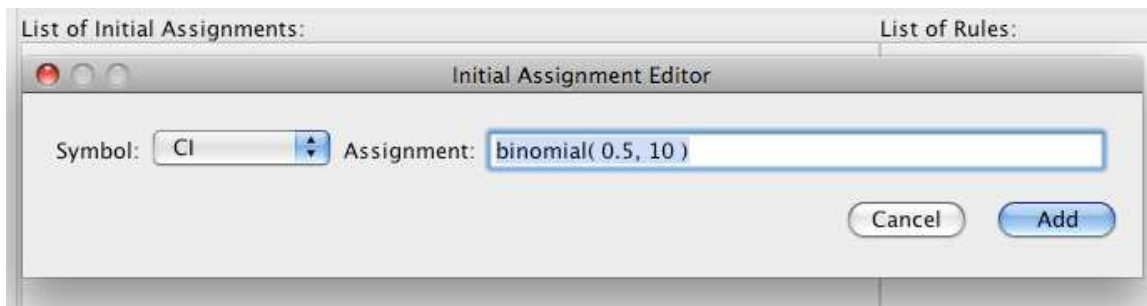 List of Initial Assignments: List of Rules:
Initial Assignment Editor
Symbol: CI Assignment: binomial( 0.5, 10 )
Cancel Add